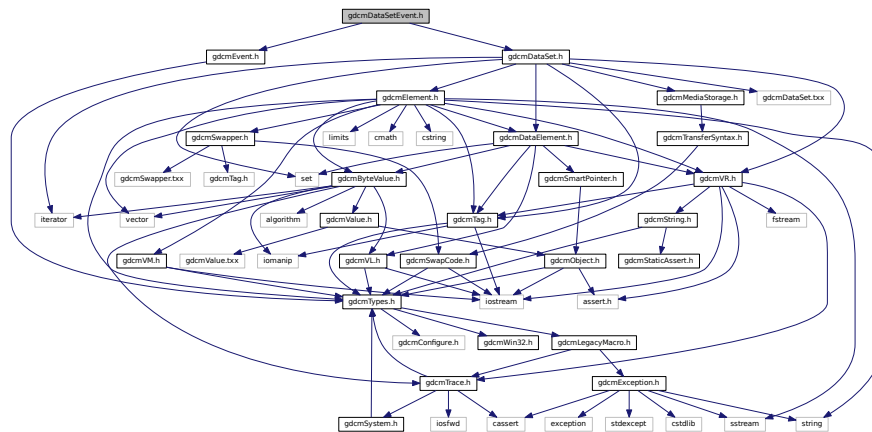 gdcmDataSetEvent.h
gdcmEvent.h
gdcmDataSet.h
gdcmElement.h
gdcmMediaStorage.h
gdcmDataSet.txx
gdcmSwapper.h
limits
cmath
cstring
gdcmDataElement.h
gdcmTransferSyntax.h
gdcmSwapper.txx
gdcmTag.h
set
gdcmByteValue.h
gdcmSmartPointer.h
gdcmVR.h
iterator
vector
algorithm
gdcmValue.h
gdcmTag.h
gdcmString.h
fstream
gdcmVM.h
gdcmValue.txx
iomanip
gdcmVL.h
gdcmSwapCode.h
gdcmObject.h
gdcmStaticAssert.h
gdcmTypes.h
iostream
assert.h
gdcmConfigure.h
gdcmWin32.h
gdcmLegacyMacro.h
gdcmTrace.h
gdcmException.h
gdcmSystem.h
iosfwd
cassert
exception
stdexcept
cstdlib
sstream
string